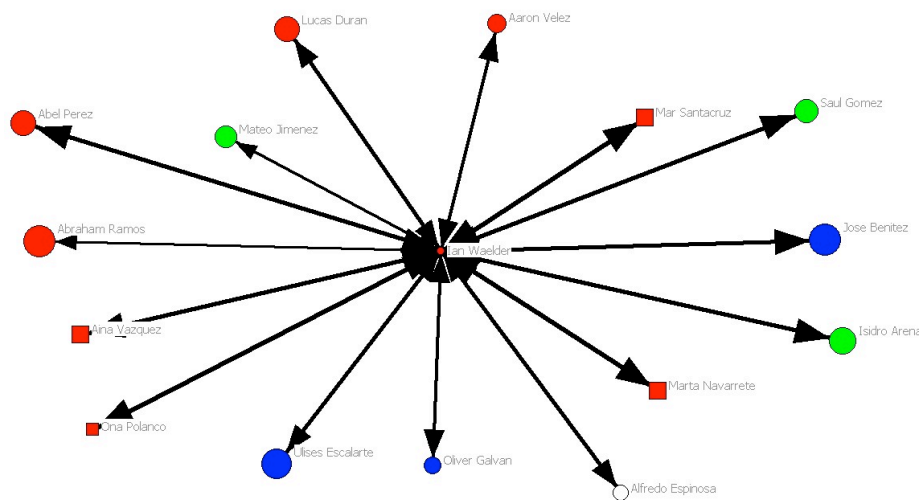 Lucas Duran
Aaron Velez
Abel Perez
Mateo Jimenez
Mar Santacruz
Saul Gomez
Abraham Ramos
Ian Waelder
Jose Benitez
Aina Vazquez
Isidro Arena
Marta Navarrete
Ona Polanco
Ulises Escalarte
Oliver Galvan
Alfredo Espinosa